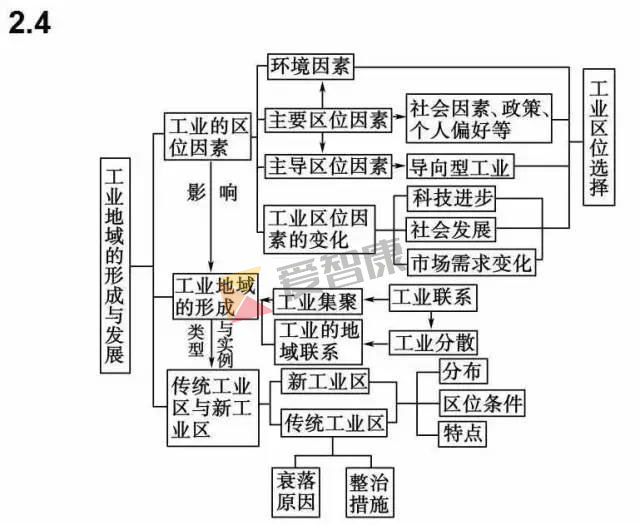 2.4
环境因素
工业的区
位因素
主要区位因素
社会因素、政策、
个人偏好等
工业区位选择
主导区位因素
导向型工业
影响
工业区位因
素的变化
科技进步
社会发展
市场需求变化
工业地域的形成与发展
工业地域
的形成
工业集聚
工业联系
工业的地
域联系
工业分散
类型
与实例
爱智康
传统工业
区与新工
业区
新工业区
传统工业区
分布
区位条件
特点
衰落
原因
整治
措施